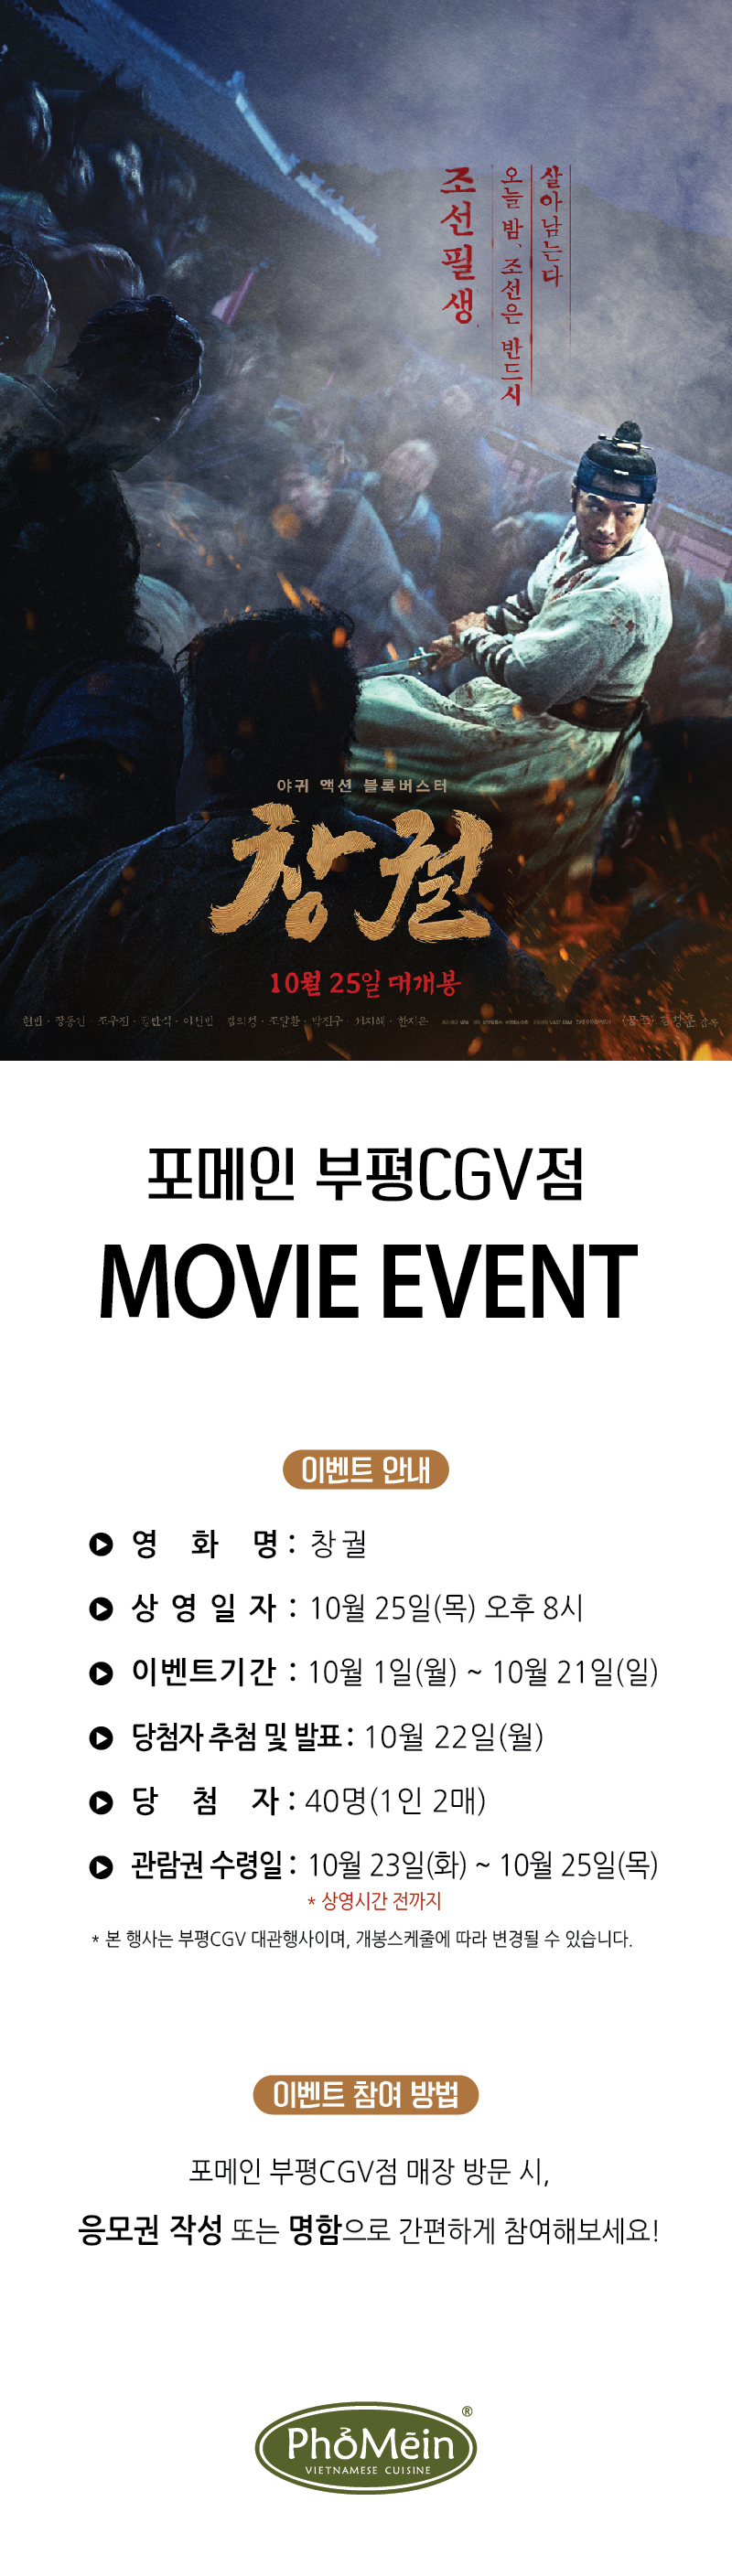 조선필생
오늘 밤, 조선은 반드시
살아남는다
야귀 액션 블록버스터
창궐
10월 25일 대개봉
현빈 · 장동건 · 조우진 · 정만식 · 이선빈 · 김의성 · 조달환 · 박진우 · 서지혜 · 한지은 김성훈 감독
포메인 부평CGV점
MOVIE EVENT
이벤트 안내
영 화 명 : 창궐
상 영 일 자 : 10월 25일(목) 오후 8시
이벤트기간 : 10월 1일(월) ~ 10월 21일(일)
당첨자 추첨 및 발표 : 10월 22일(월)
당 첨 자 : 40명(1인 2매)
관람권 수령일 : 10월 23일(화) ~ 10월 25일(목)
* 상영시간 전까지
* 본 행사는 부평CGV 대관행사이며, 개봉스케줄에 따라 변경될 수 있습니다.
이벤트 참여 방법
포메인 부평CGV점 매장 방문 시,
응모권 작성 또는 명함으로 간편하게 참여해보세요!
PhởMẽin ®
VIETNAMESE CUISINE